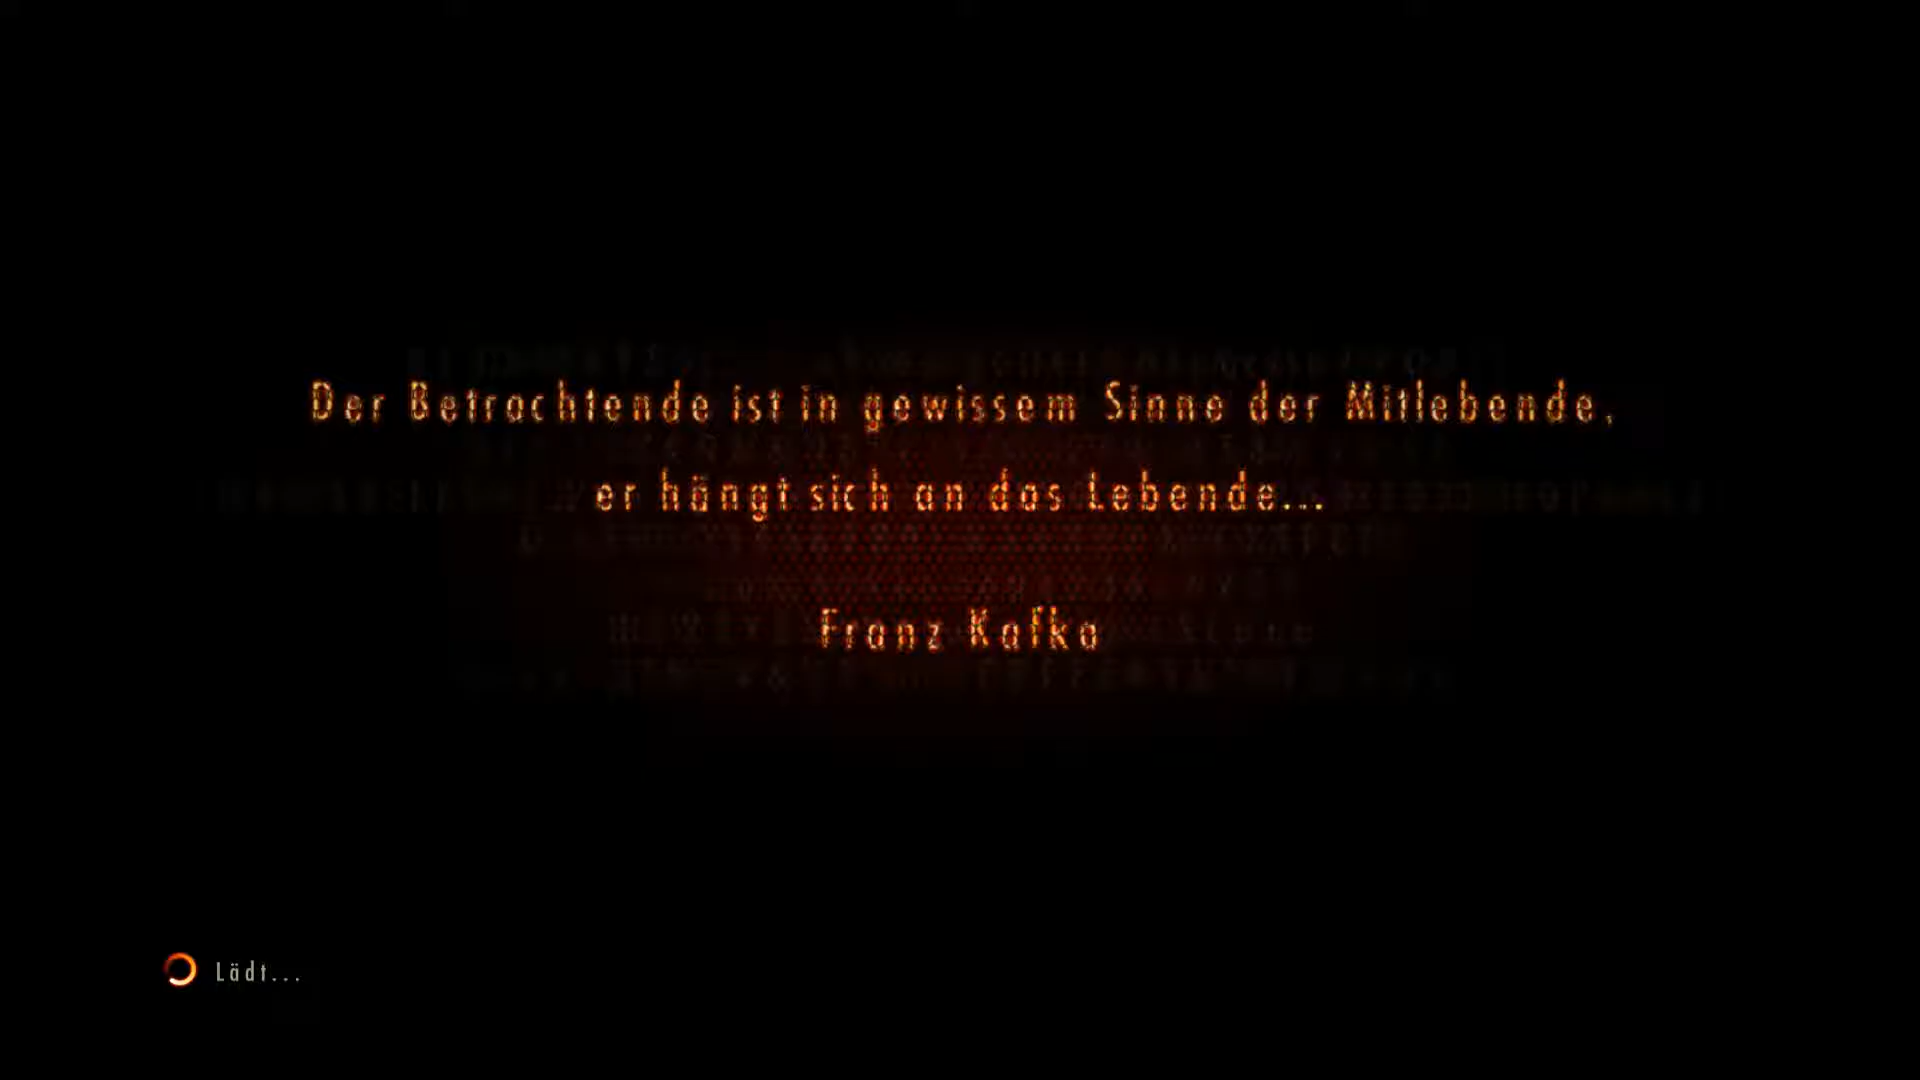 Der Betrachtende ist in gewissem Sinne der Mitlebende,
er hängt sich an das Lebende...
Franz Kafka
Lädt...